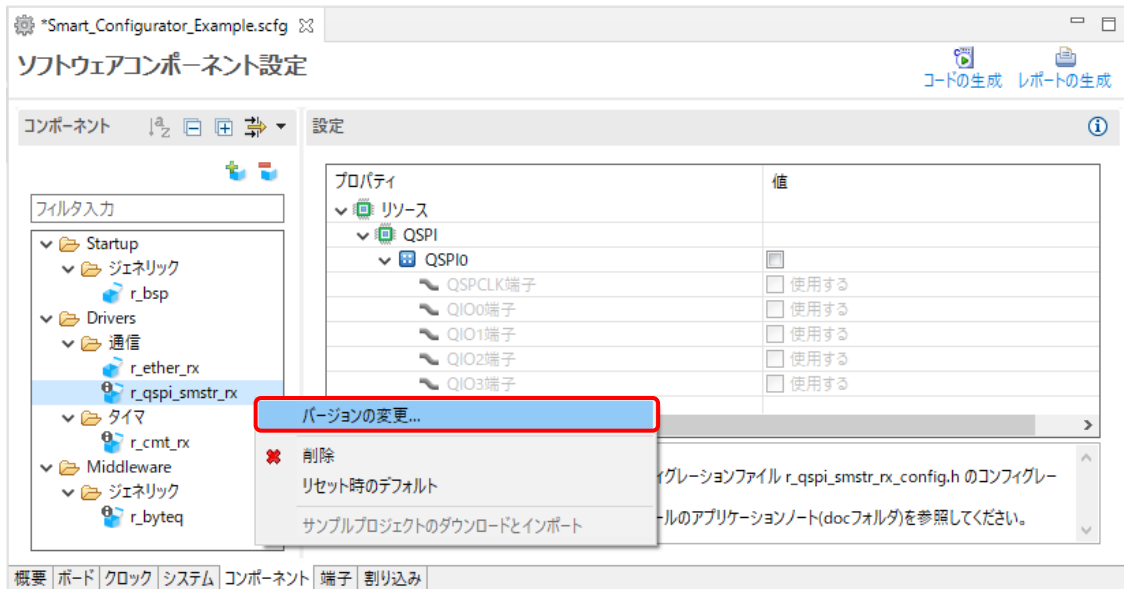 *Smart_Configurator_Example.scfg
ソフトウェアコンポーネント設定
コードの生成 レポートの生成
コンポーネント
設定
フィルタ入力
Startup
ジェネリック
r_bsp
Drivers
通信
r_ether_rx
r_qspi_smstr_rx
タイマ
r_cmt_rx
Middleware
ジェネリック
r_byteq
プロパティ 値
リソース
QSPI
QSPI0
QSPCLK端子 使用する
QIO0端子 使用する
QIO1端子 使用する
QIO2端子 使用する
QIO3端子 使用する
バージョンの変更...
削除
リセット時のデフォルト
サンプルプロジェクトのダウンロードとインポート
ィグレーションファイル r_qspi_smstr_rx_config.h のコンフィグレー
ールのアプリケーションノート(docフォルダ)を参照してください。
概要 ボード クロック システム コンポーネント 端子 割り込み